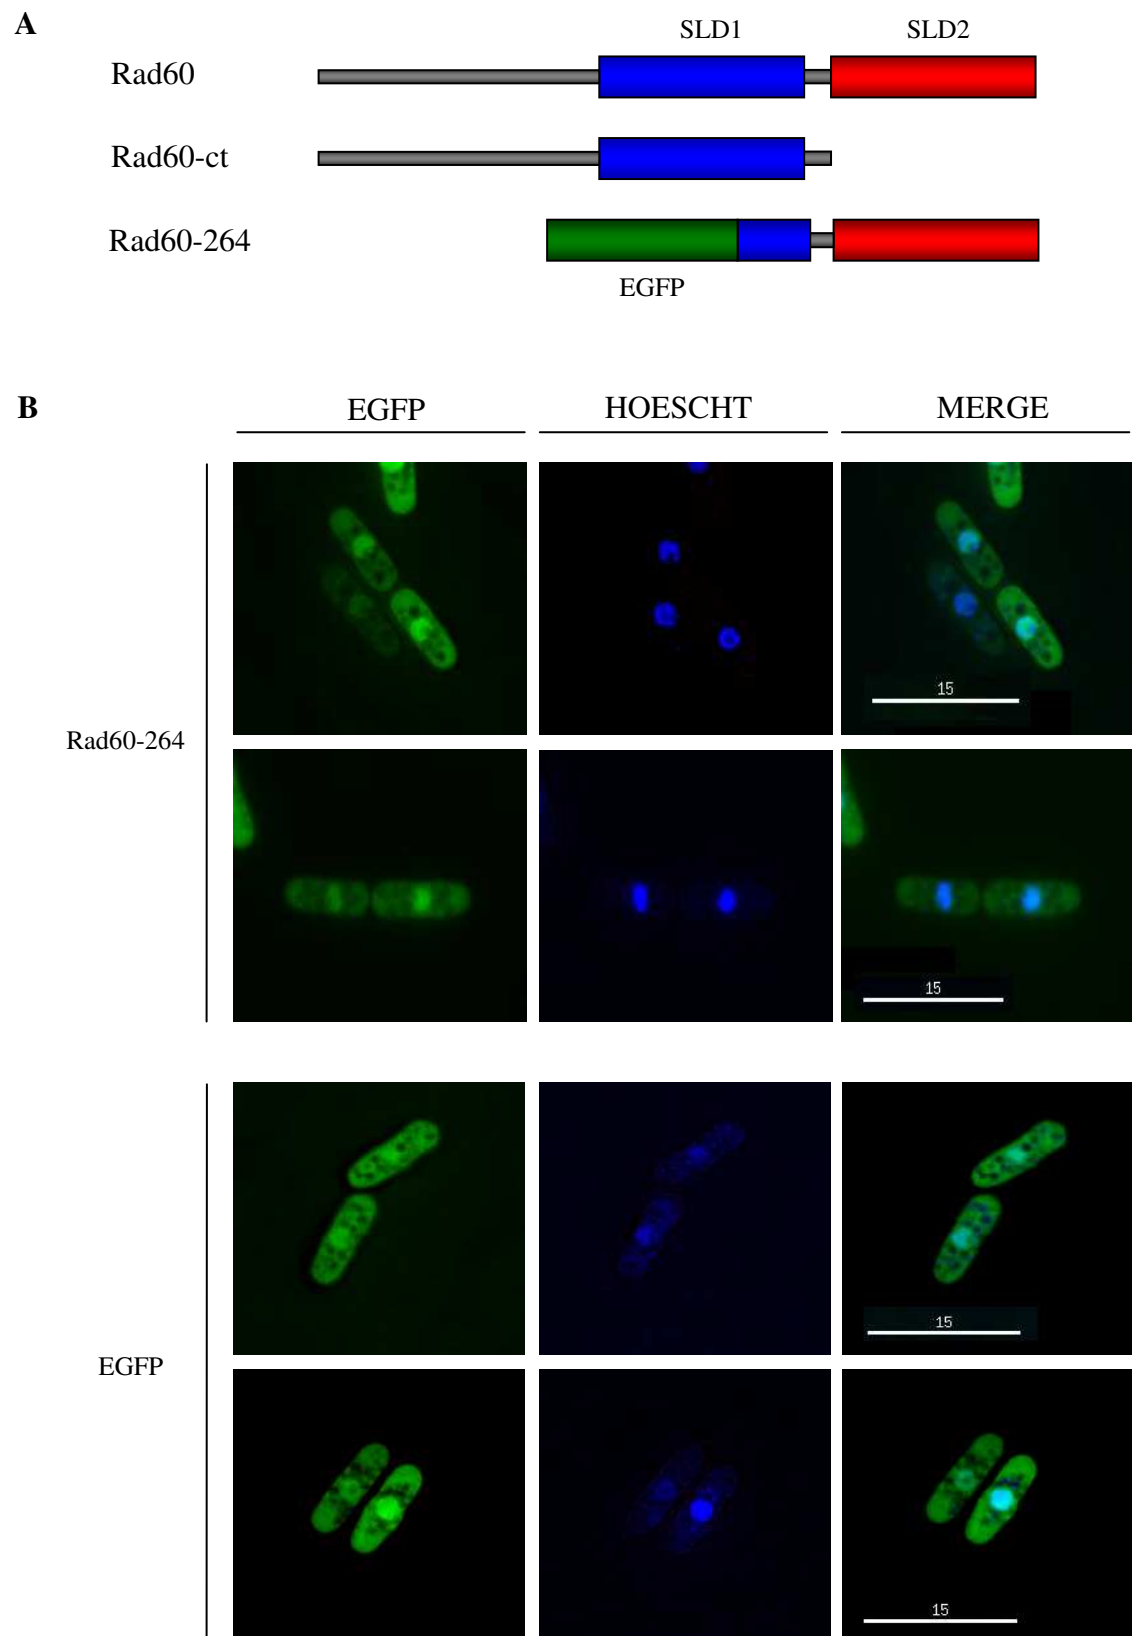 A
SLD1 SLD2
Rad60
Rad60-ct
Rad60-264
EGFP
B
EGFP HOESCHT MERGE
Rad60-264
15
15
EGFP
15
15